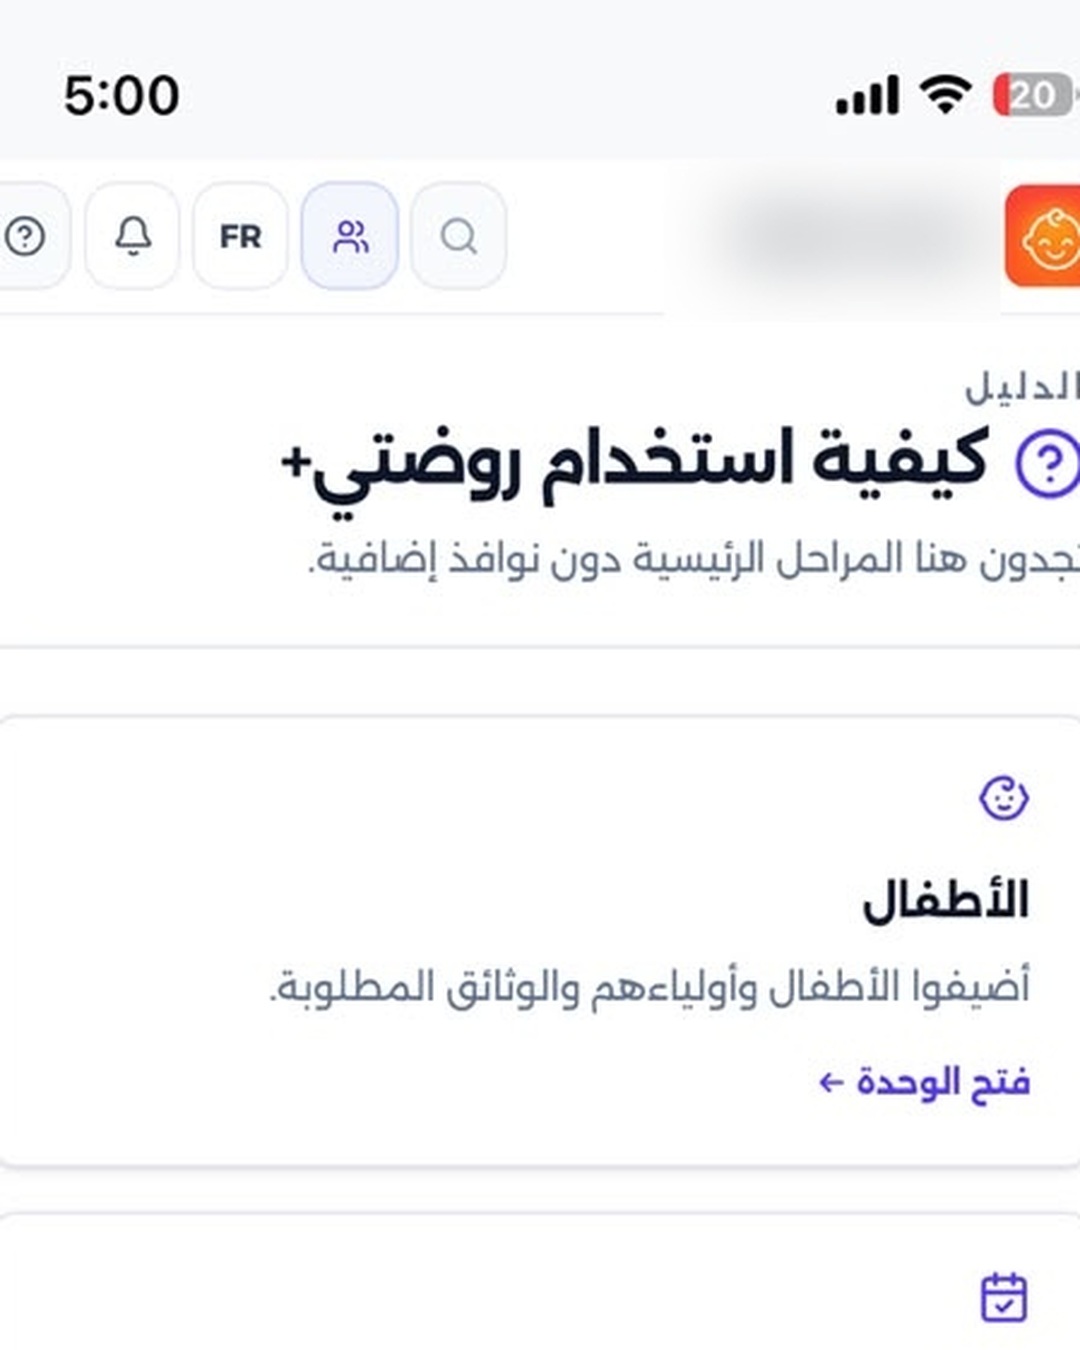 5:00
20
FR
الدليل
كيفية استخدام روضتي+
تجدون هنا المراحل الرئيسية دون نوافذ إضافية.
الأطفال
أضيفوا الأطفال وأولياءهم والوثائق المطلوبة.
فتح الوحدة ←